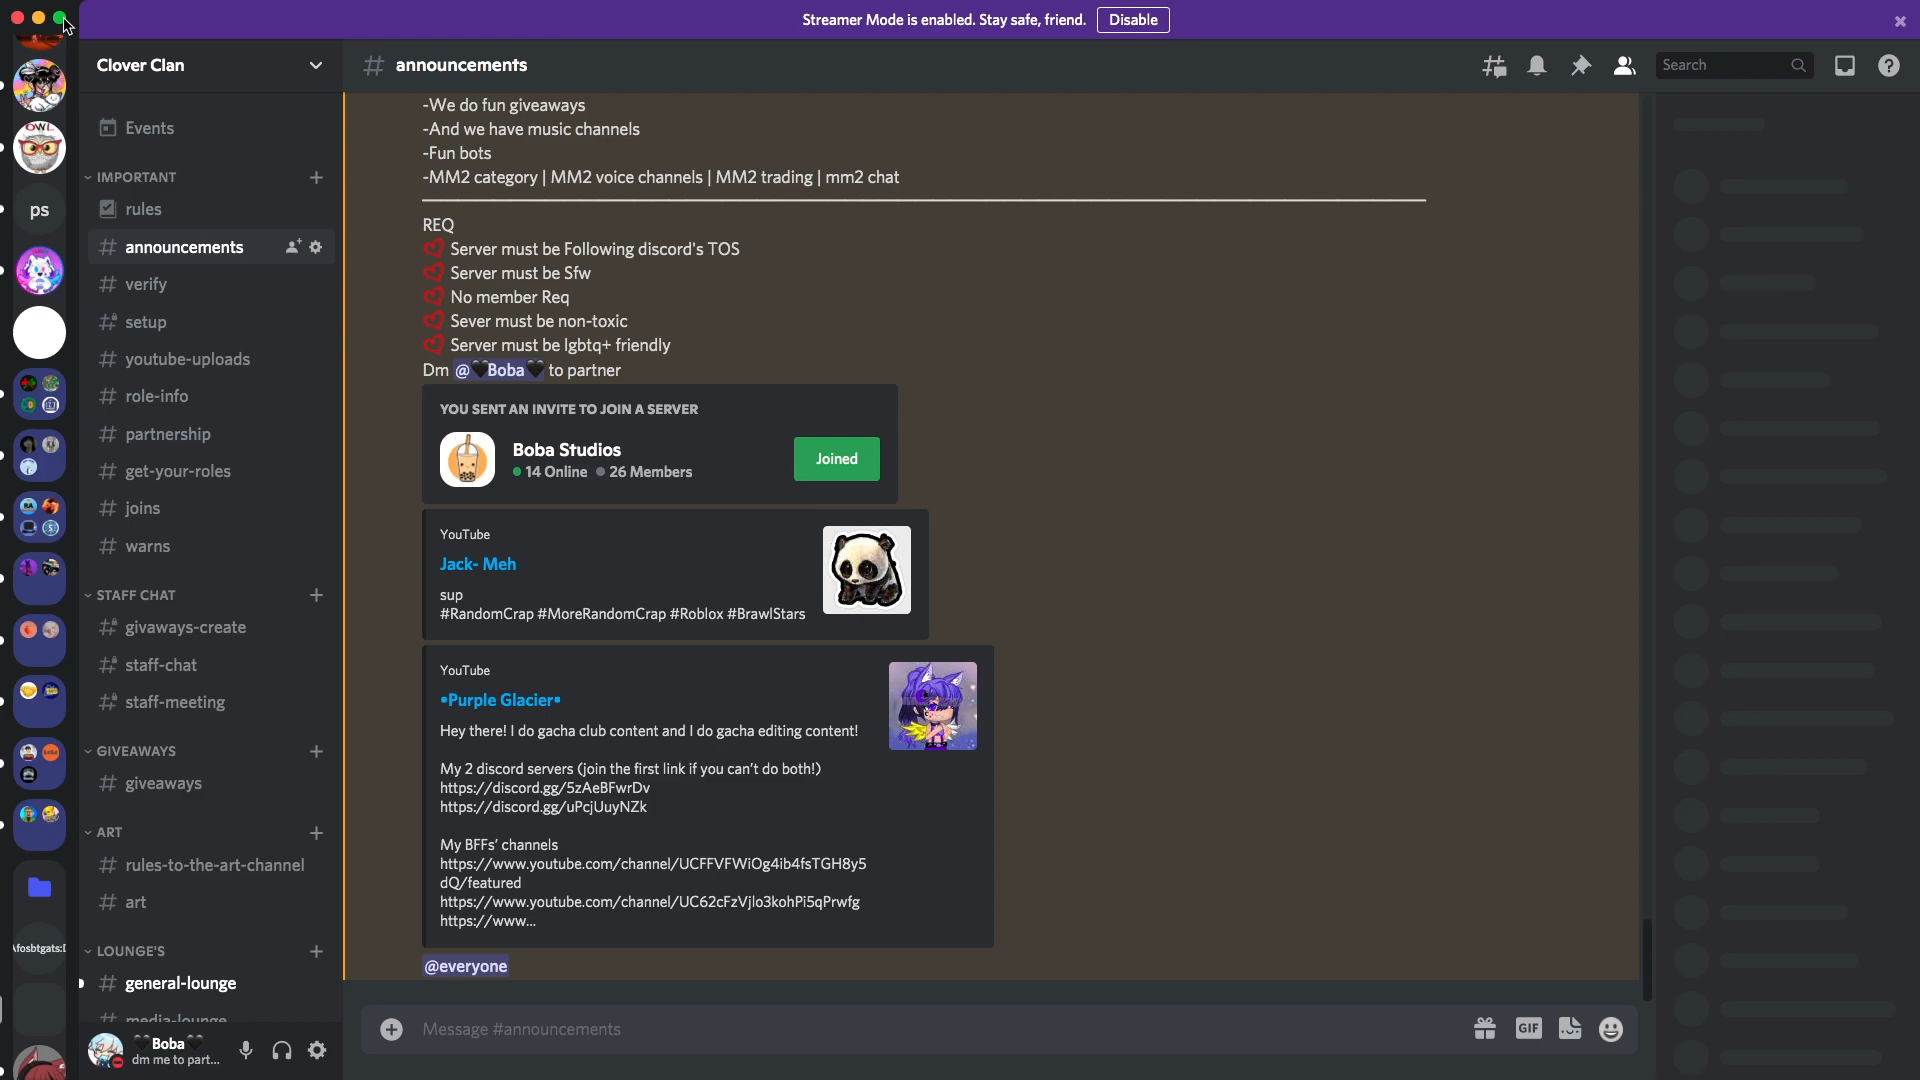 Streamer Mode is enabled. Stay safe, friend. Disable
Clover Clan
# announcements
Search
OWL
ps
Afosbtgats:I
Events
IMPORTANT
rules
announcements
verify
setup
youtube-uploads
role-info
partnership
get-your-roles
joins
warns
STAFF CHAT
givaways-create
staff-chat
staff-meeting
GIVEAWAYS
giveaways
ART
rules-to-the-art-channel
art
LOUNGE'S
general-lounge
media-lounge
🖤Boba🖤
dm me to part...
-We do fun giveaways
-And we have music channels
-Fun bots
-MM2 category | MM2 voice channels | MM2 trading | mm2 chat
REQ
Server must be Following discord's TOS
Server must be Sfw
No member Req
Sever must be non-toxic
Server must be lgbtq+ friendly
Dm @🖤Boba🖤 to partner
YOU SENT AN INVITE TO JOIN A SERVER
Boba Studios
14 Online 26 Members
Joined
YouTube
Jack- Meh
sup
#RandomCrap #MoreRandomCrap #Roblox #BrawlStars
YouTube
•Purple Glacier•
Hey there! I do gacha club content and I do gacha editing content!
My 2 discord servers (join the first link if you can't do both!)
https://discord.gg/5zAeBFwrDv
https://discord.gg/uPcjUuyNZk
My BFFs' channels
https://www.youtube.com/channel/UCFFVFWiOg4ib4fsTGH8y5
dQ/featured
https://www.youtube.com/channel/UC62cFzVjlo3kohPi5qPrwfg
https://www...
@everyone
Message #announcements
GIF